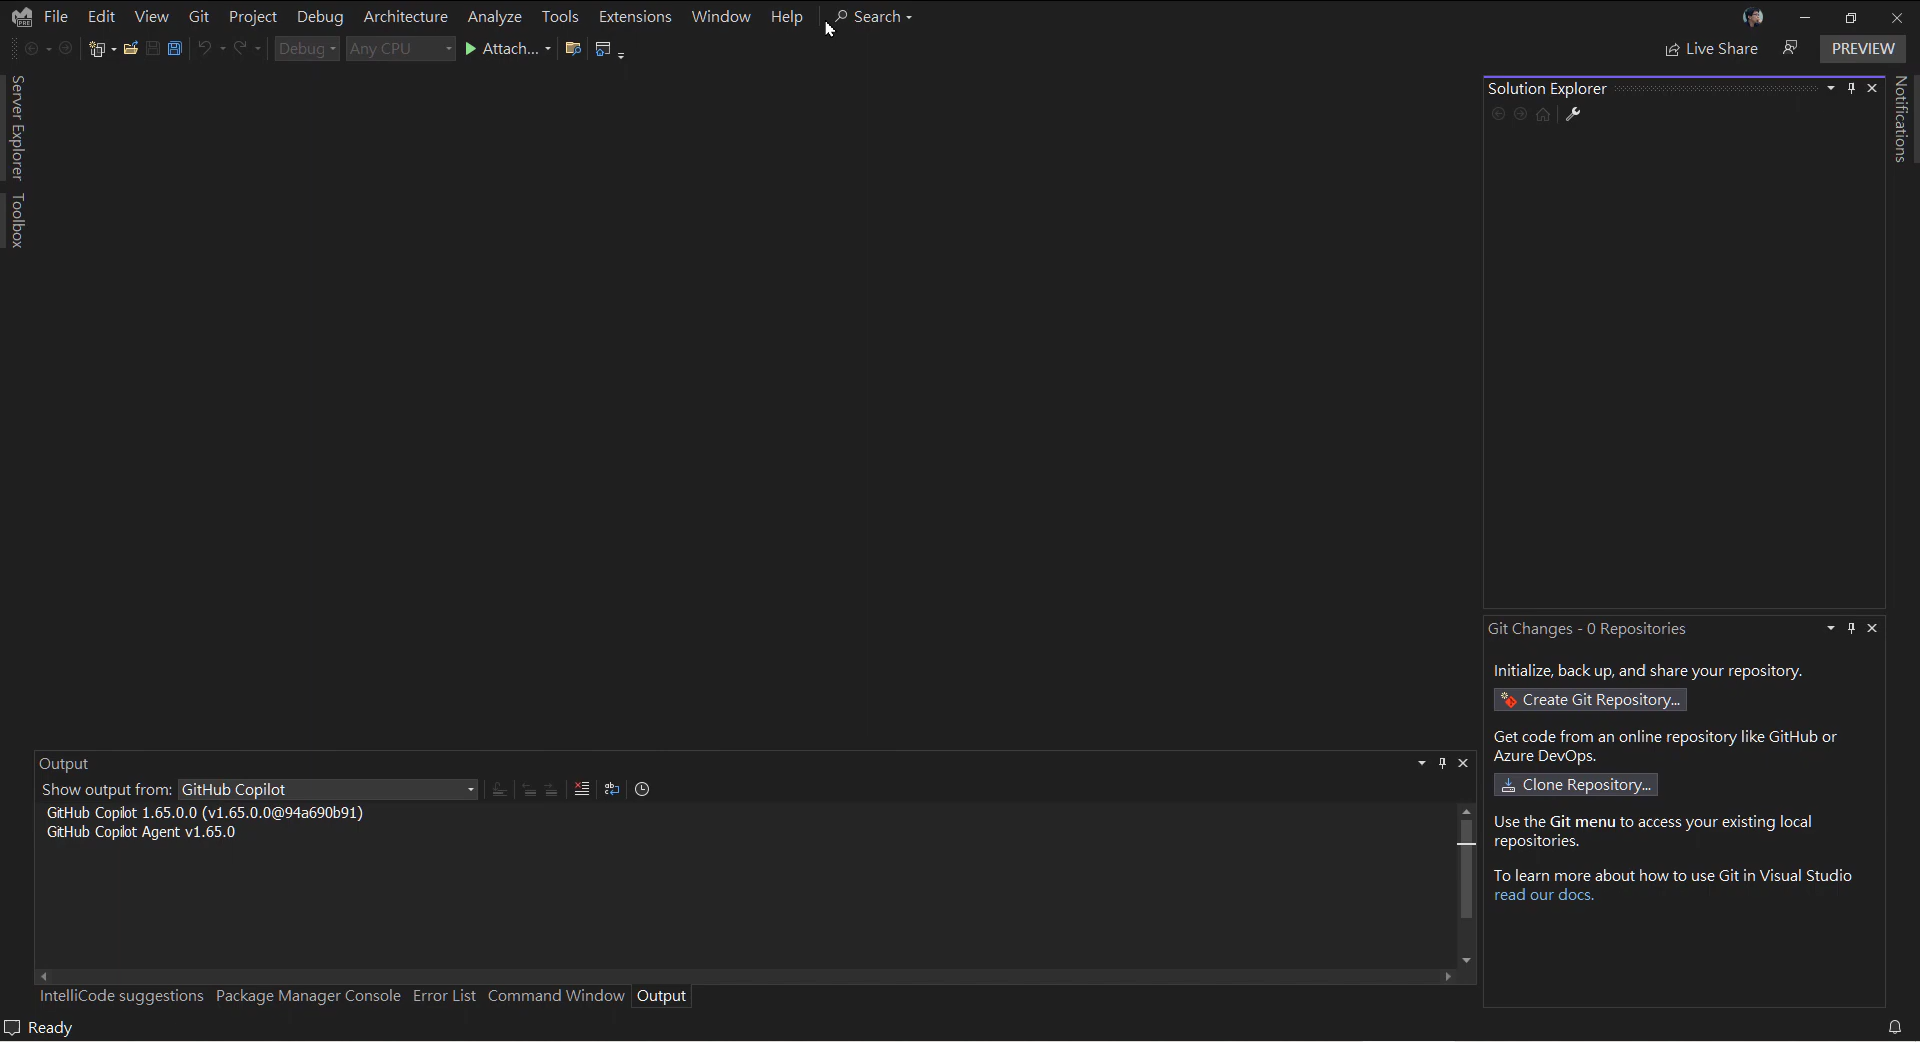 File Edit View Git Project Debug Architecture Analyze Tools Extensions Window Help Search
Debug Any CPU Attach... Live Share PREVIEW
Server Explorer
Toolbox
Solution Explorer
Notifications
Git Changes - 0 Repositories
Initialize, back up, and share your repository.
Create Git Repository...
Get code from an online repository like GitHub or
Azure DevOps.
Clone Repository...
Use the Git menu to access your existing local
repositories.
To learn more about how to use Git in Visual Studio
read our docs.
Output
Show output from: GitHub Copilot
GitHub Copilot 1.65.0.0 (v1.65.0.0@94a690b91)
GitHub Copilot Agent v1.65.0
IntelliCode suggestions Package Manager Console Error List Command Window Output
Ready